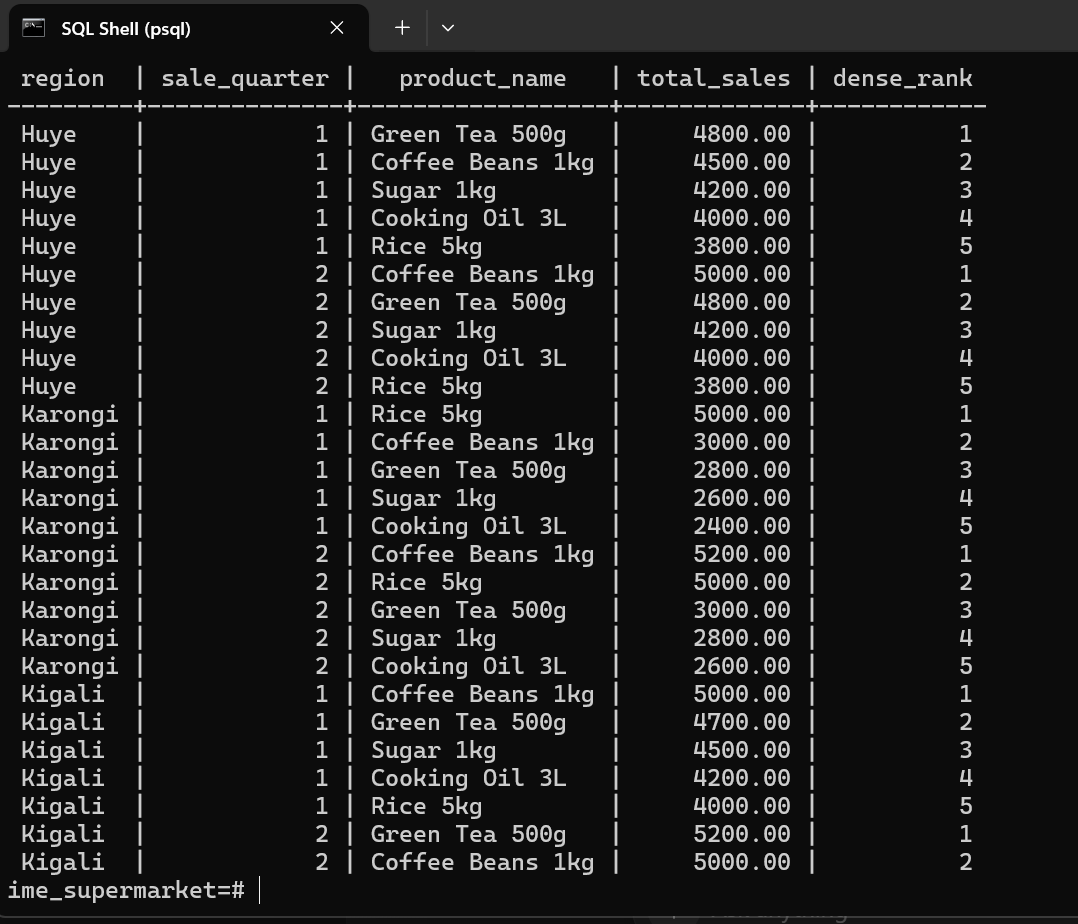 SQL Shell (psql)
region | sale_quarter | product_name | total_sales | dense_rank
---------+--------------+------------------+-------------+------------
Huye | 1 | Green Tea 500g | 4800.00 | 1
Huye | 1 | Coffee Beans 1kg | 4500.00 | 2
Huye | 1 | Sugar 1kg | 4200.00 | 3
Huye | 1 | Cooking Oil 3L | 4000.00 | 4
Huye | 1 | Rice 5kg | 3800.00 | 5
Huye | 2 | Coffee Beans 1kg | 5000.00 | 1
Huye | 2 | Green Tea 500g | 4800.00 | 2
Huye | 2 | Sugar 1kg | 4200.00 | 3
Huye | 2 | Cooking Oil 3L | 4000.00 | 4
Huye | 2 | Rice 5kg | 3800.00 | 5
Karongi | 1 | Rice 5kg | 5000.00 | 1
Karongi | 1 | Coffee Beans 1kg | 3000.00 | 2
Karongi | 1 | Green Tea 500g | 2800.00 | 3
Karongi | 1 | Sugar 1kg | 2600.00 | 4
Karongi | 1 | Cooking Oil 3L | 2400.00 | 5
Karongi | 2 | Coffee Beans 1kg | 5200.00 | 1
Karongi | 2 | Rice 5kg | 5000.00 | 2
Karongi | 2 | Green Tea 500g | 3000.00 | 3
Karongi | 2 | Sugar 1kg | 2800.00 | 4
Karongi | 2 | Cooking Oil 3L | 2600.00 | 5
Kigali | 1 | Coffee Beans 1kg | 5000.00 | 1
Kigali | 1 | Green Tea 500g | 4700.00 | 2
Kigali | 1 | Sugar 1kg | 4500.00 | 3
Kigali | 1 | Cooking Oil 3L | 4200.00 | 4
Kigali | 1 | Rice 5kg | 4000.00 | 5
Kigali | 2 | Green Tea 500g | 5200.00 | 1
Kigali | 2 | Coffee Beans 1kg | 5000.00 | 2
ime_supermarket=#